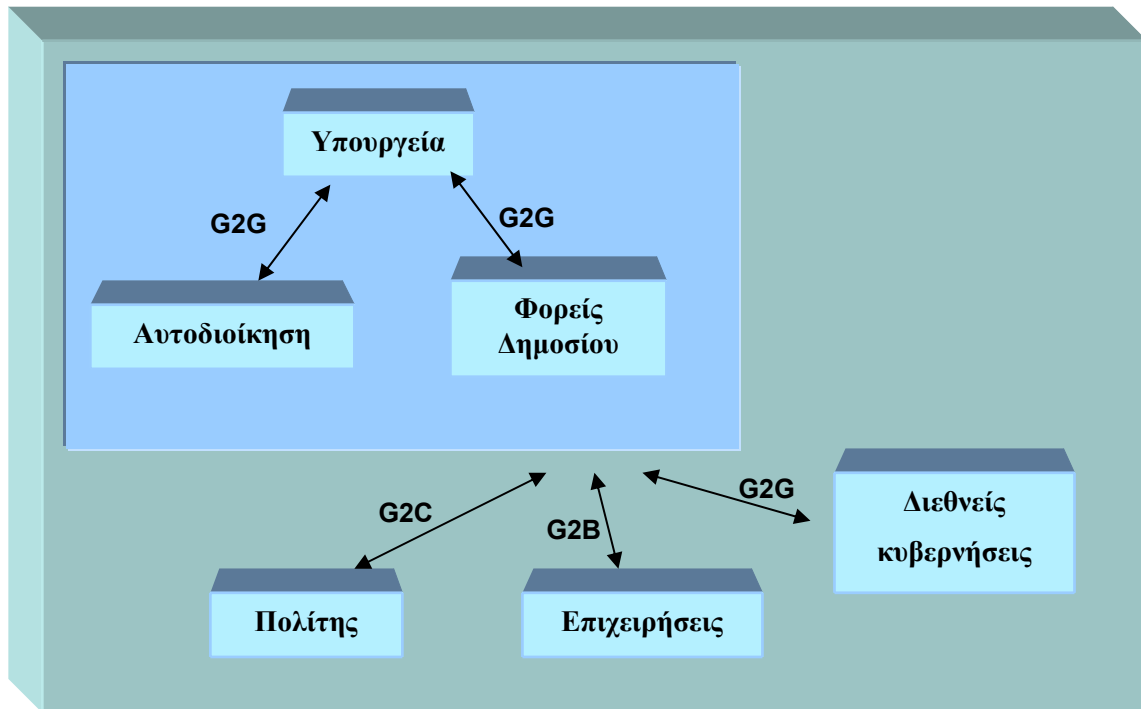 Υπουργεία
G2G
G2G
Αυτοδιοίκηση
Φορείς
Δημοσίου
G2C
G2B
G2G
Διεθνείς
κυβερνήσεις
Πολίτης
Επιχειρήσεις